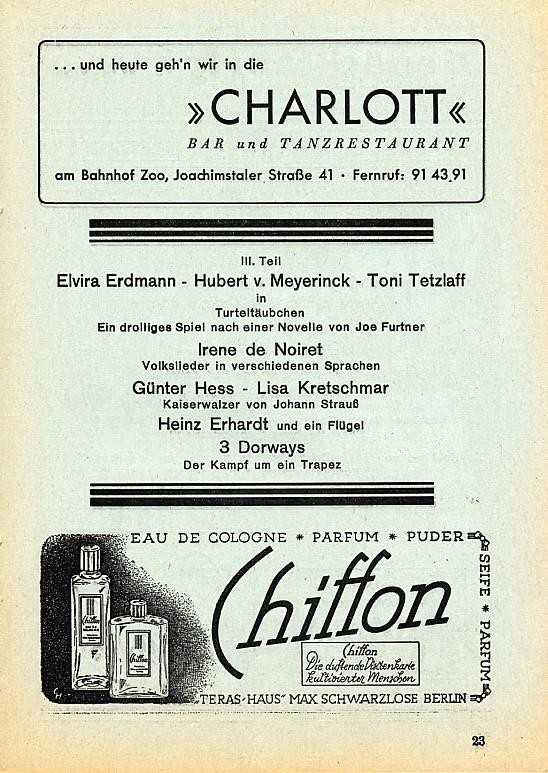 ...und heute geh'n wir in die
»CHARLOTT«
BAR und TANZRESTAURANT
am Bahnhof Zoo, Joachimstaler Straße 41 · Fernruf: 91 43 91
III. Teil
Elvira Erdmann - Hubert v. Meyerinck - Toni Tetzlaff
in
Turteltäubchen
Ein drolliges Spiel nach einer Novelle von Joe Furtner
Irene de Noiret
Volkslieder in verschiedenen Sprachen
Günter Hess - Lisa Kretschmar
Kaiserwalzer von Johann Strauß
Heinz Erhardt und ein Flügel
3 Dorways
Der Kampf um ein Trapez
EAU DE COLOGNE * PARFUM * PUDER
SEIFE * PARFUM
Chiffon
Chiffon
Die duftende Visitenkarte
kultivierter Menschen
Chiffon
Chiffon
"TERAS-HAUS" MAX SCHWARZLOSE BERLIN
23